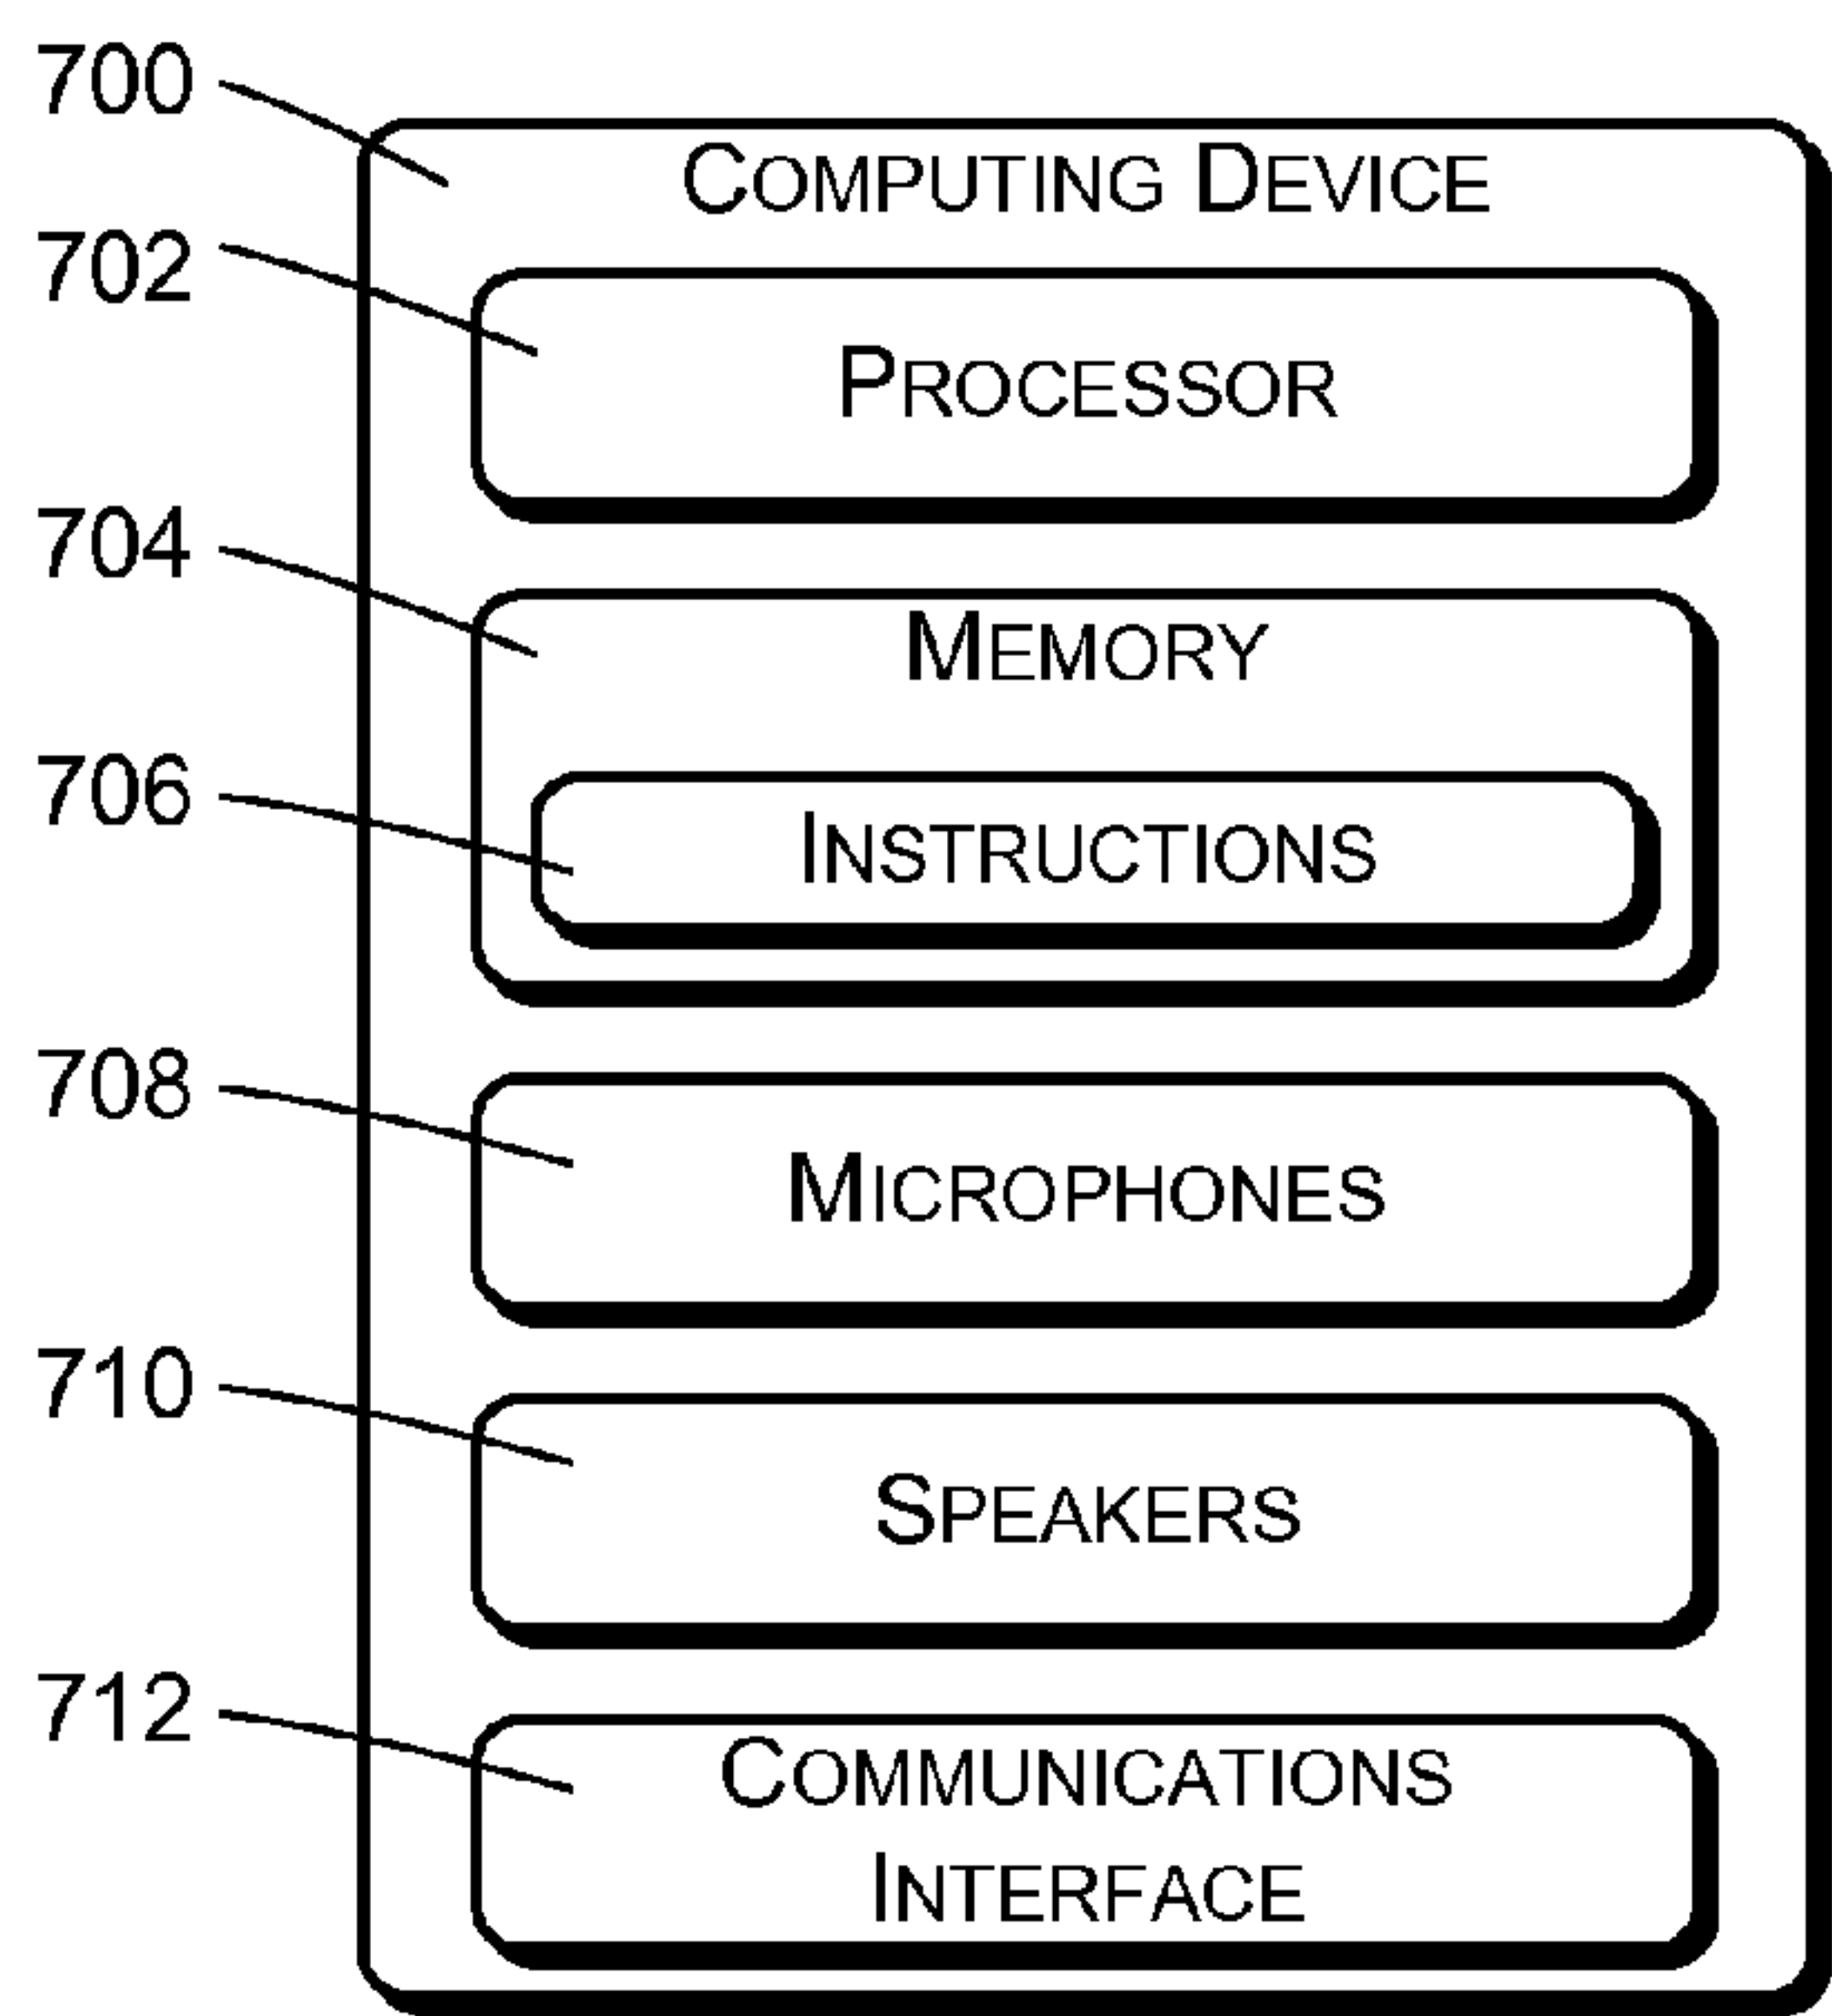 700
COMPUTING DEVICE
702
PROCESSOR
704
MEMORY
706
INSTRUCTIONS
708
MICROPHONES
710
SPEAKERS
712
COMMUNICATIONS
INTERFACE